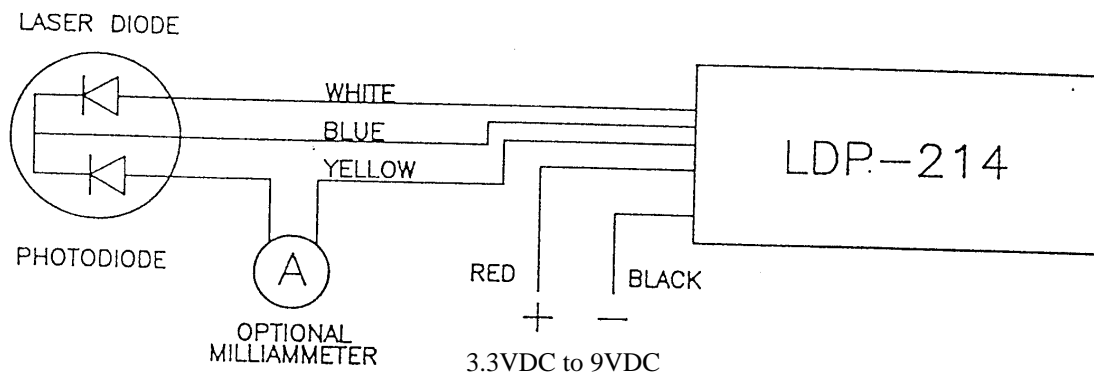 LASER DIODE
WHITE
BLUE
YELLOW
LDP.-214
PHOTODIODE
A
OPTIONAL
MILLIAMMETER
RED
BLACK
+ −
3.3VDC to 9VDC